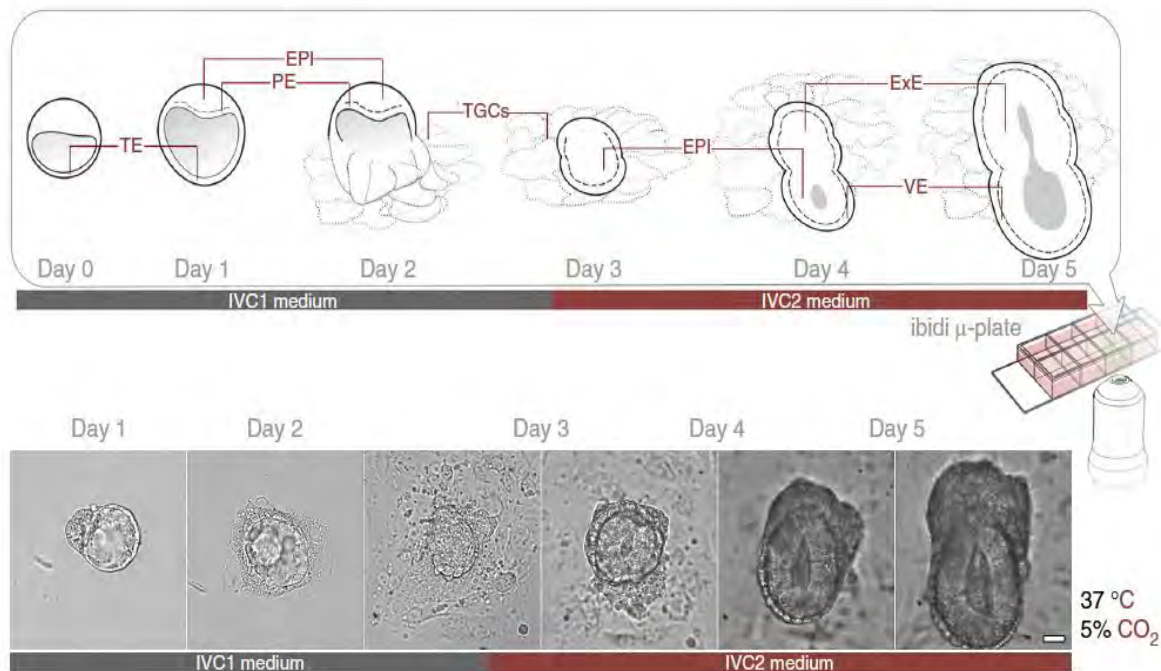 EPI
PE
TE
TGCs
EPI
ExE
VE
Day 0 Day 1 Day 2 Day 3 Day 4 Day 5
IVC1 medium IVC2 medium
ibidi μ-plate
Day 1 Day 2 Day 3 Day 4 Day 5
37 °C
5% CO₂
IVC1 medium IVC2 medium